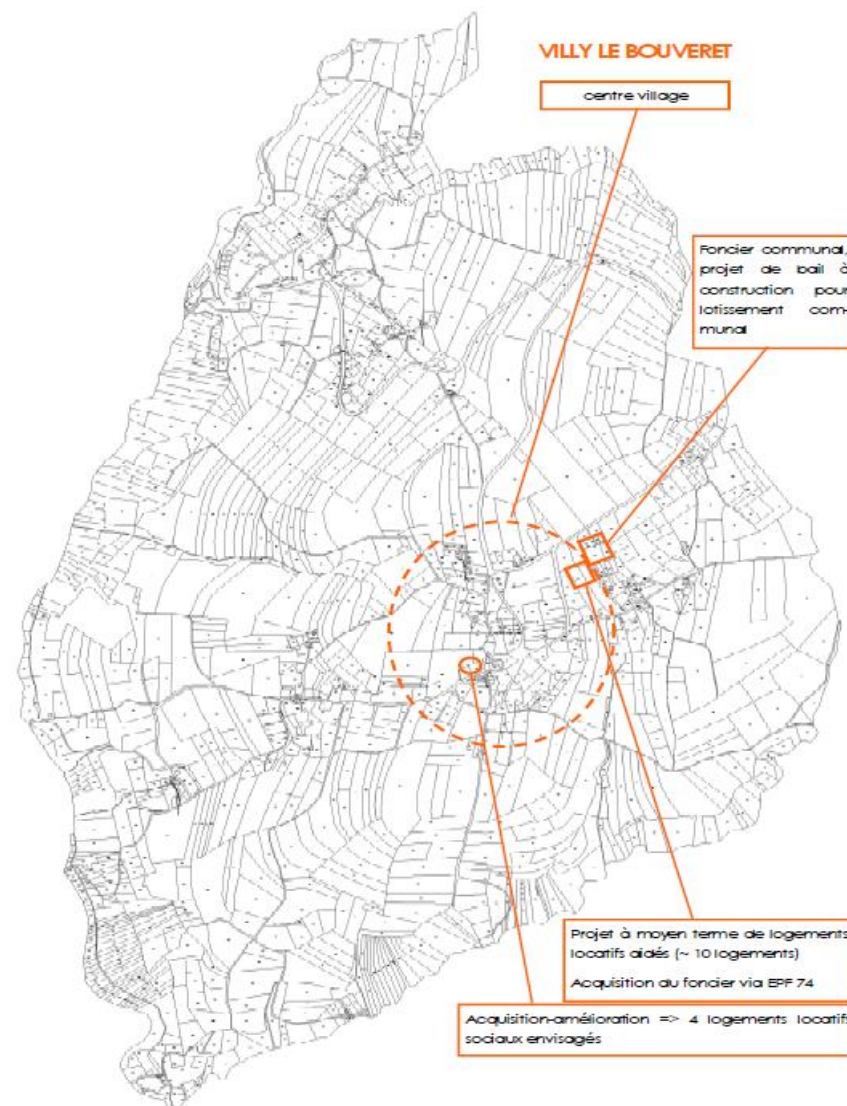 VILLY LE BOUVERET
centre village
Foncier communal,
projet de bail à
construction pour
lotissement com-
munal
Projet à moyen terme de logements
locatifs aidés (~ 10 logements)
Acquisition du foncier via EPF 74
Acquisition-amélioration => 4 logements locatifs
sociaux envisagés